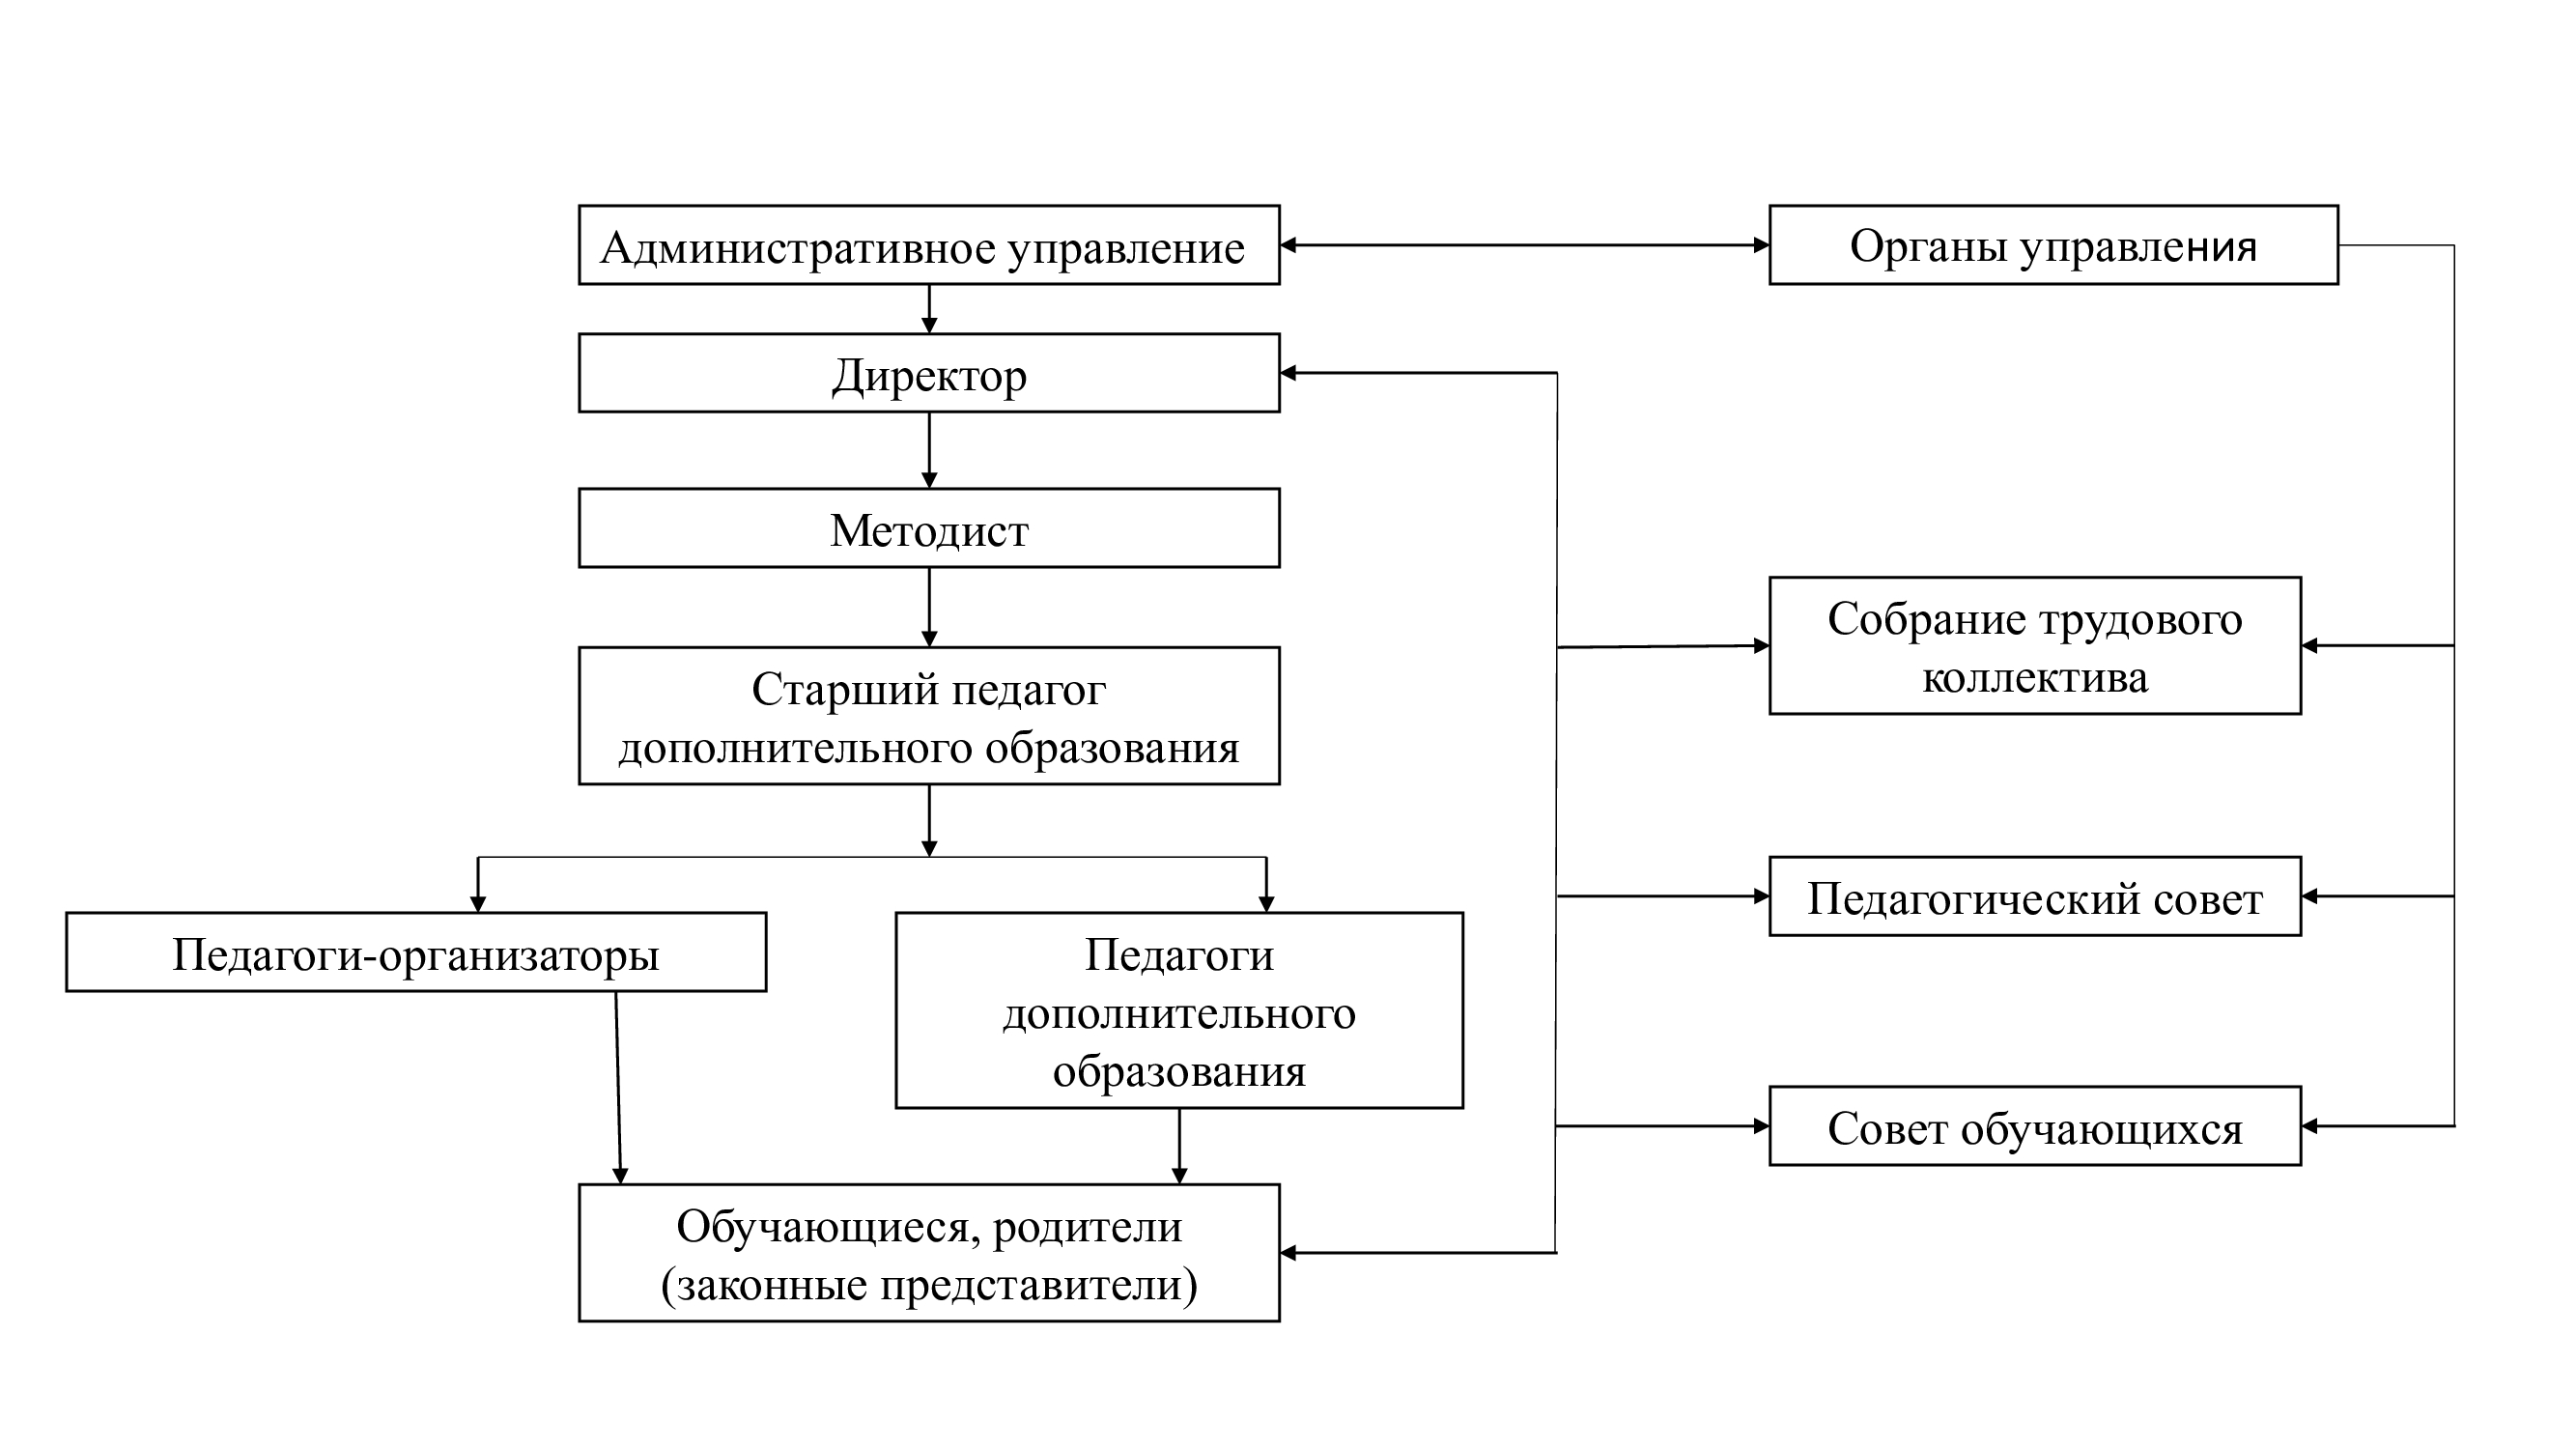 Административное управление
Органы управления
Директор
Методист
Собрание трудового
коллектива
Старший педагог
дополнительного образования
Педагогический совет
Педагоги-организаторы
Педагоги
дополнительного
образования
Совет обучающихся
Обучающиеся, родители
(законные представители)